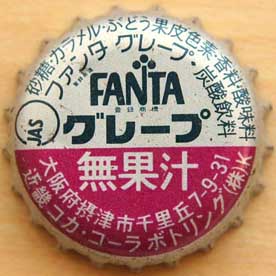 砂糖・カラメル・ぶどう果皮色素・香料酸味料
ファンタ グレープ・炭酸飲料
JAS
FANTA
登録商標
グレープ
無果汁
大阪府摂津市千里丘7-9-31
近畿コカ・コーラ ボトリング(株)K